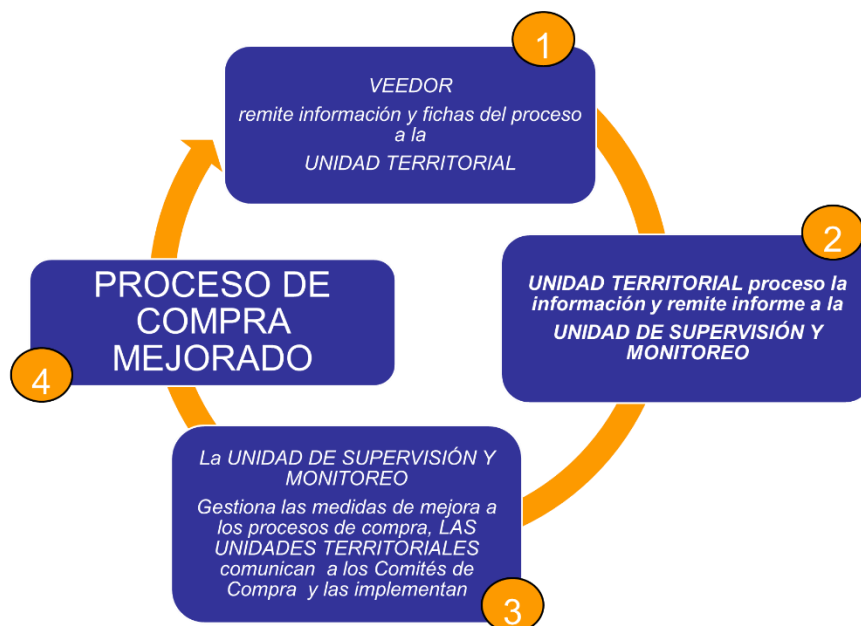 1
VEEDOR
remite información y fichas del proceso
a la
UNIDAD TERRITORIAL
2
UNIDAD TERRITORIAL proceso la
información y remite informe a la
UNIDAD DE SUPERVISIÓN Y
MONITOREO
La UNIDAD DE SUPERVISIÓN Y
MONITOREO
Gestiona las medidas de mejora a
los procesos de compra, LAS
UNIDADES TERRITORIALES
comunican a los Comités de
Compra y las implementan
3
PROCESO DE
COMPRA
MEJORADO
4